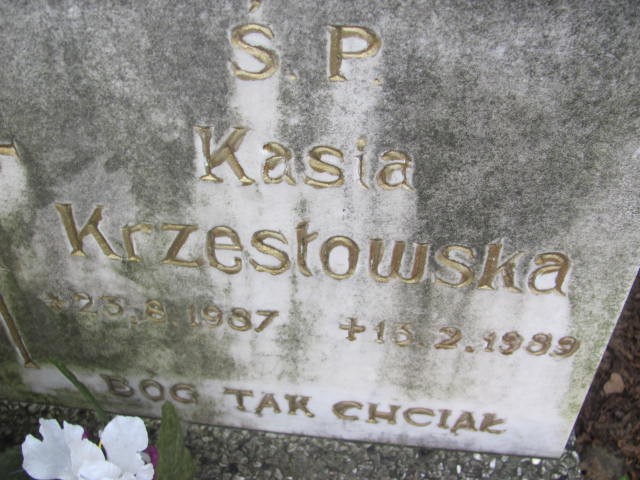 Ś. P.
Kasia
Krzesłowska
*23.8.1987 +15.2.1989
BÓG TAK CHCIAŁ